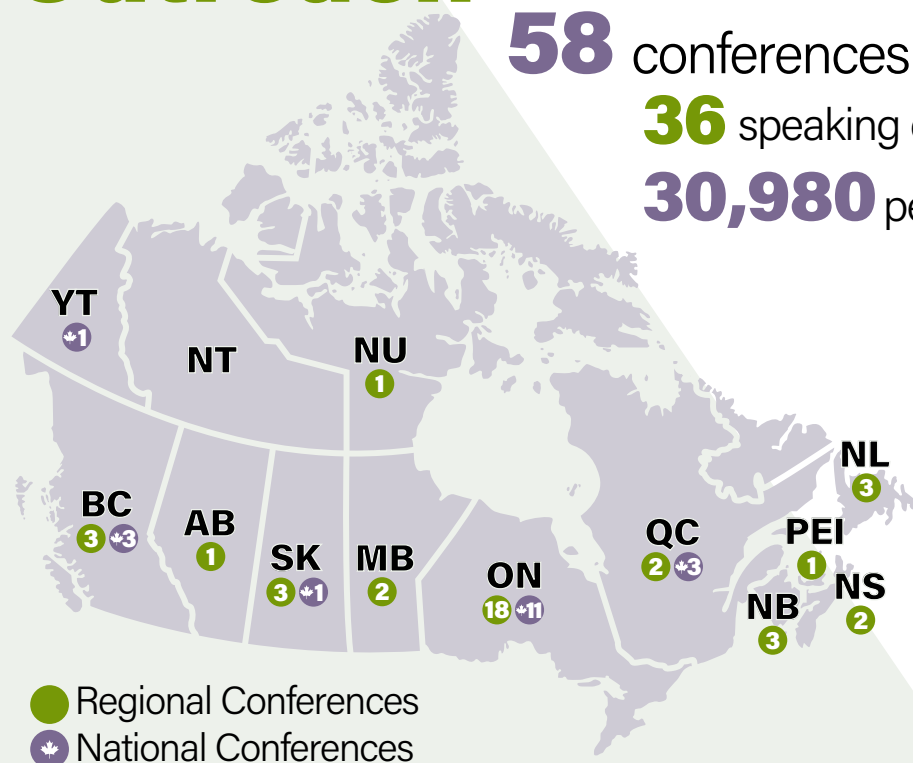 58 conferences
36 speaking
30,980
YT
1
NT
NU
1
NL
3
BC
3 3
AB
1
SK
3 1
MB
2
ON
18 11
QC
2 3
PEI
1
NS
2
NB
3
Regional Conferences
National Conferences